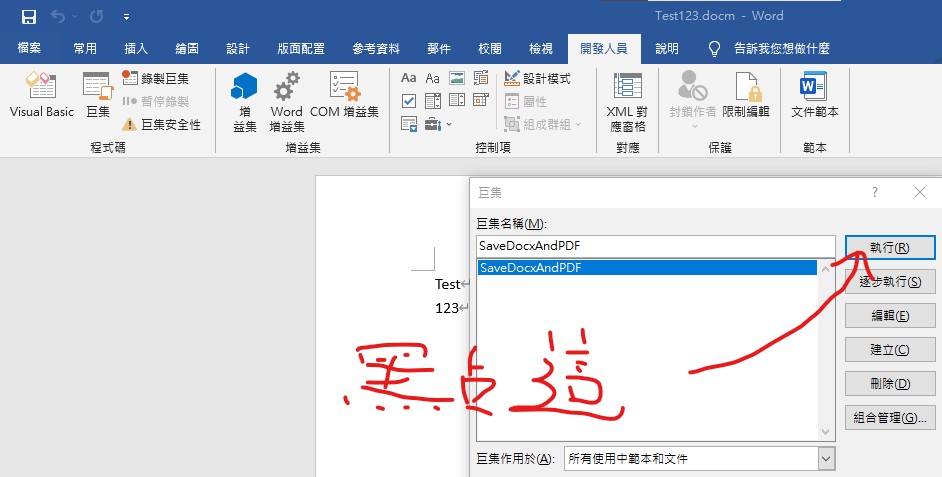 Test123.docm - Word
檔案 常用 插入 繪圖 設計 版面配置 參考資料 郵件 校閱 檢視 開發人員 說明 告訴我您想做什麼
Visual Basic
巨集
錄製巨集
暫停錄製
巨集安全性
程式碼
增
益集
Word
增益集
COM 增益集
增益集
Aa Aa
設計模式
屬性
組成群組
控制項
XML 對
應窗格
對應
封鎖作者
限制編輯
保護
文件範本
範本
巨集
? ×
巨集名稱(M):
SaveDocxAndPDF
執行(R)
SaveDocxAndPDF
逐步執行(S)
編輯(E)
建立(C)
刪除(D)
組合管理(G)...
Test
123
巨集作用於(A): 所有使用中範本和文件